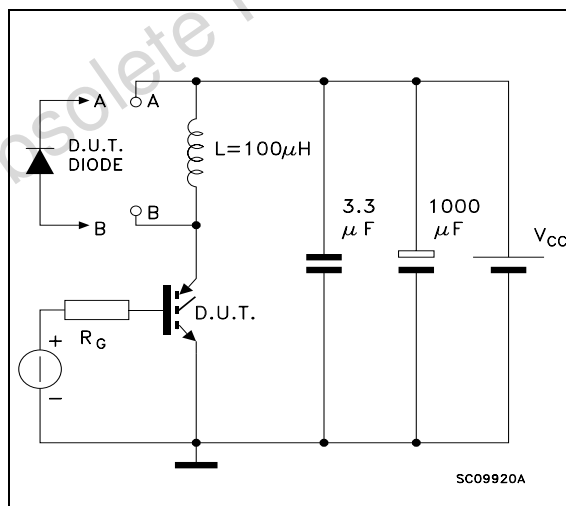 A
A
D.U.T.
DIODE
L=100μH
B
B
3.3
μF
1000
μF
VCC
D.U.T.
RG
+
-
SC09920A